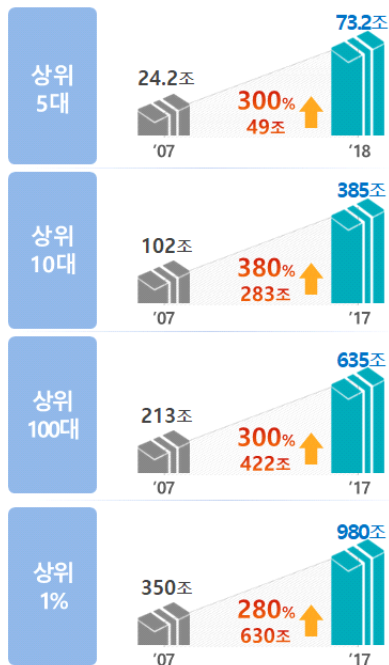 상위
5대
24.2조
73.2조
300%
49조
'07
'18
상위
10대
102조
385조
380%
283조
'07
'17
상위
100대
213조
635조
300%
422조
'07
'17
상위
1%
350조
980조
280%
630조
'07
'17